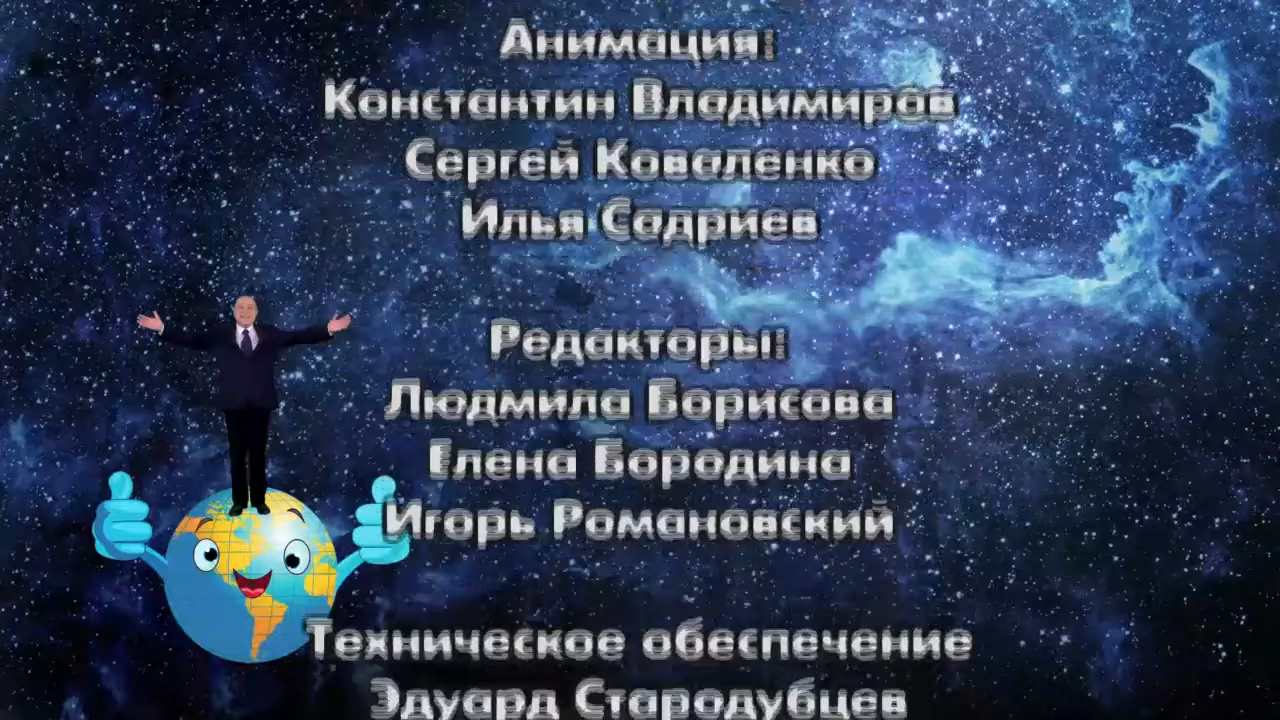 Анимация:
Константин Владимиров
Сергей Коваленко
Илья Садриев
Редакторы:
Людмила Борисова
Елена Бородина
Игорь Романовский
Техническое обеспечение
Эдуард Стародубцев